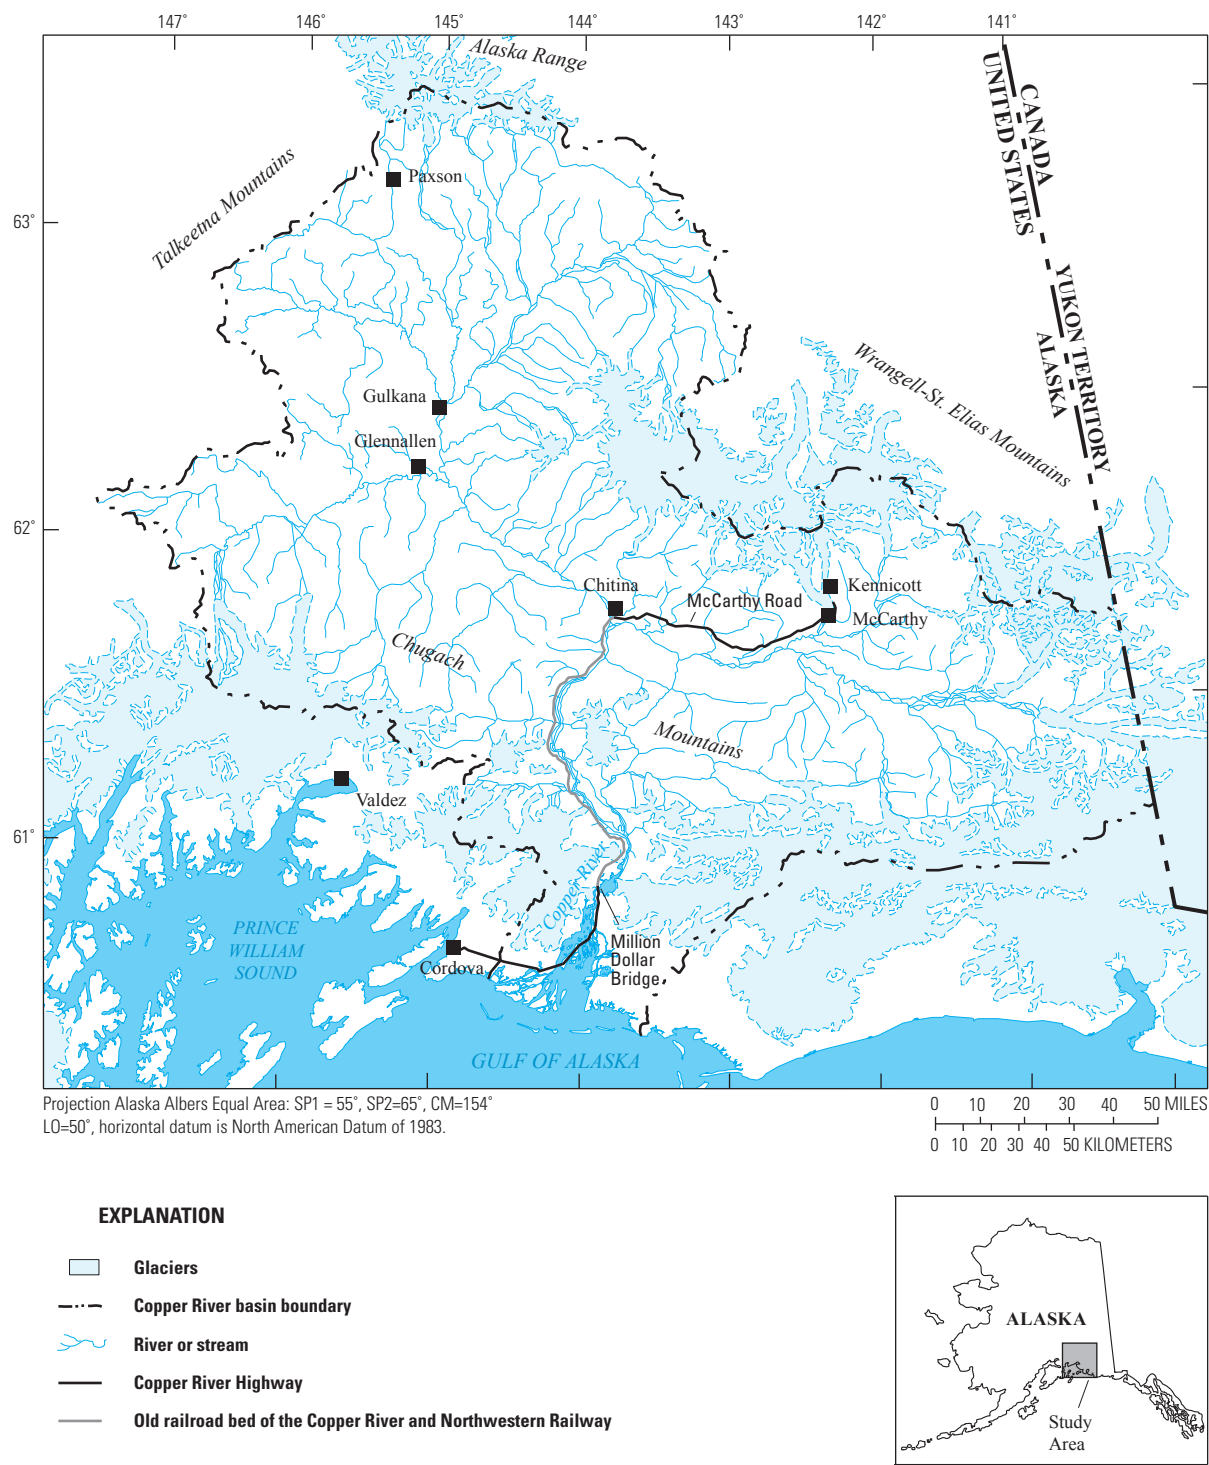 147°
146°
145°
144°
143°
142°
141°
Alaska Range
CANADA
UNITED STATES
Talkeetna Mountains
Paxson
63°
YUKON TERRITORY
ALASKA
Wrangell-St. Elias Mountains
Gulkana
Glennallen
62°
Chitina
Kennicott
McCarthy Road
McCarthy
Chugach
Mountains
Valdez
61°
Copper River
PRINCE
WILLIAM
SOUND
Million
Dollar
Bridge
Cordova
GULF OF ALASKA
Projection Alaska Albers Equal Area: SP1 = 55°, SP2=65°, CM=154°
LO=50°, horizontal datum is North American Datum of 1983.
0 10 20 30 40 50 MILES
0 10 20 30 40 50 KILOMETERS
EXPLANATION
Glaciers
Copper River basin boundary
River or stream
Copper River Highway
Old railroad bed of the Copper River and Northwestern Railway
ALASKA
Study
Area